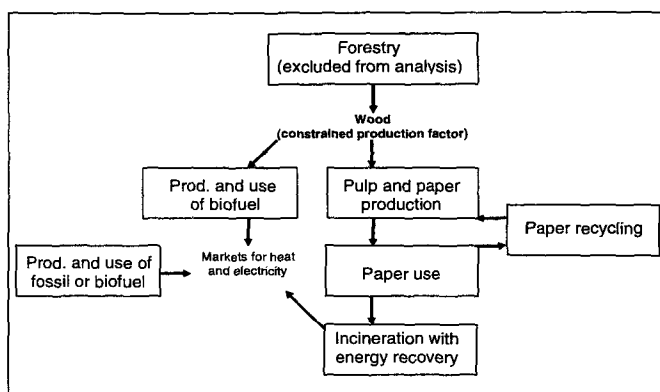 Forestry
(excluded from analysis)
Wood
(constrained production factor)
Prod. and use
of biofuel
Pulp and paper
production
Paper recycling
Prod. and use of
fossil or biofuel
Markets for heat
and electricity
Paper use
Incineration with
energy recovery